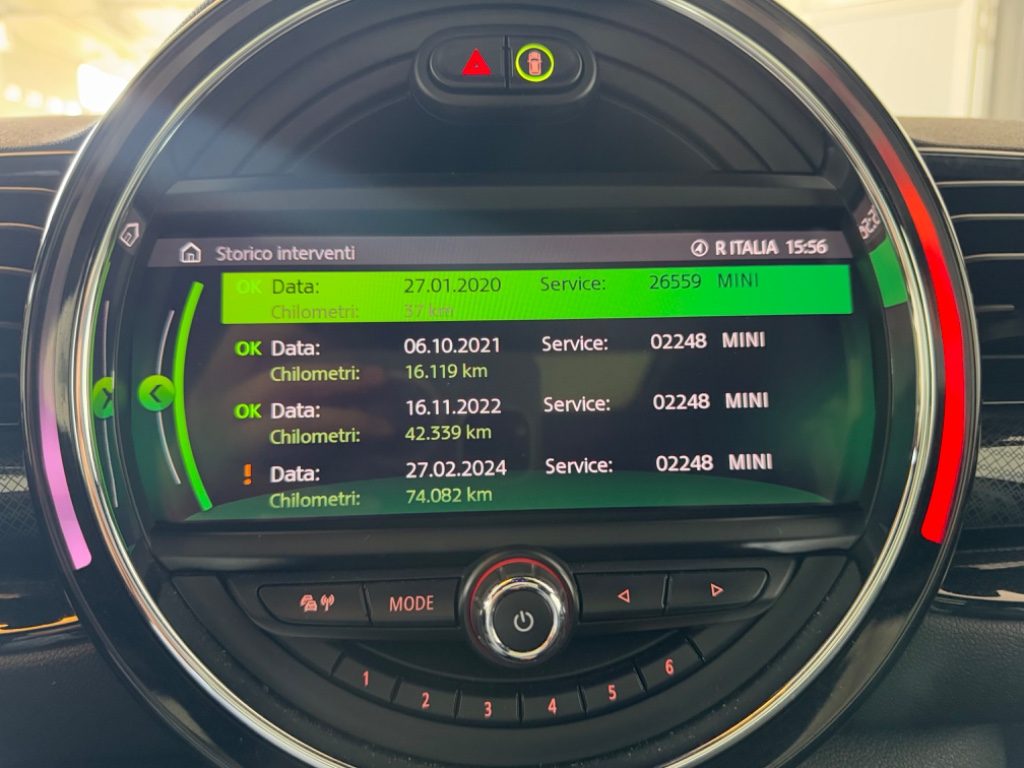 Storico interventi R ITALIA 15:56
OK Data: 27.01.2020 Service: 26559 MINI
Chilometri: 37 km
OK Data: 06.10.2021 Service: 02248 MINI
Chilometri: 16.119 km
OK Data: 16.11.2022 Service: 02248 MINI
Chilometri: 42.339 km
! Data: 27.02.2024 Service: 02248 MINI
Chilometri: 74.082 km
MODE
1 2 3 4 5 6